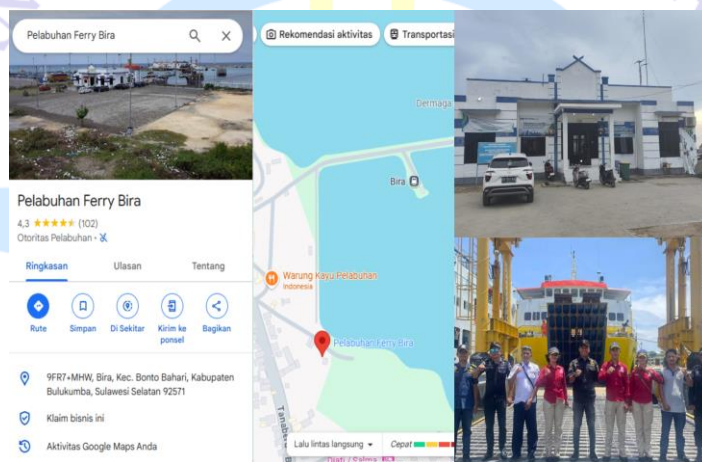 Pelabuhan Ferry Bira
Pelabuhan Ferry Bira
4,3 (102)
Otoritas Pelabuhan
Ringkasan Ulasan Tentang
Rute Simpan Di Sekitar Kirim ke ponsel Bagikan
9FR7+MHW, Bira, Kec. Bonto Bahari, Kabupaten
Bulukumba, Sulawesi Selatan 92571
Klaim bisnis ini
Aktivitas Google Maps Anda
Rekomendasi aktivitas Transportasi
Dermaga
Bira
Warung Kayu Pelabuhan
Indonesia
Pelabuhan Ferry Bira
Lalu lintas langsung Cepat